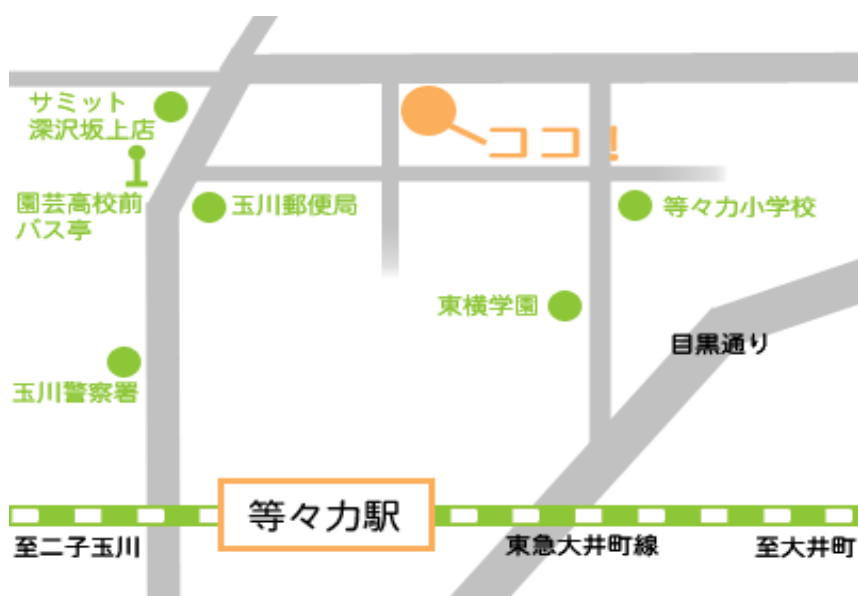 サミット
深沢坂上店
ココ!
園芸高校前
バス亭
玉川郵便局
等々力小学校
東横学園
目黒通り
玉川警察署
等々力駅
至二子玉川
東急大井町線
至大井町